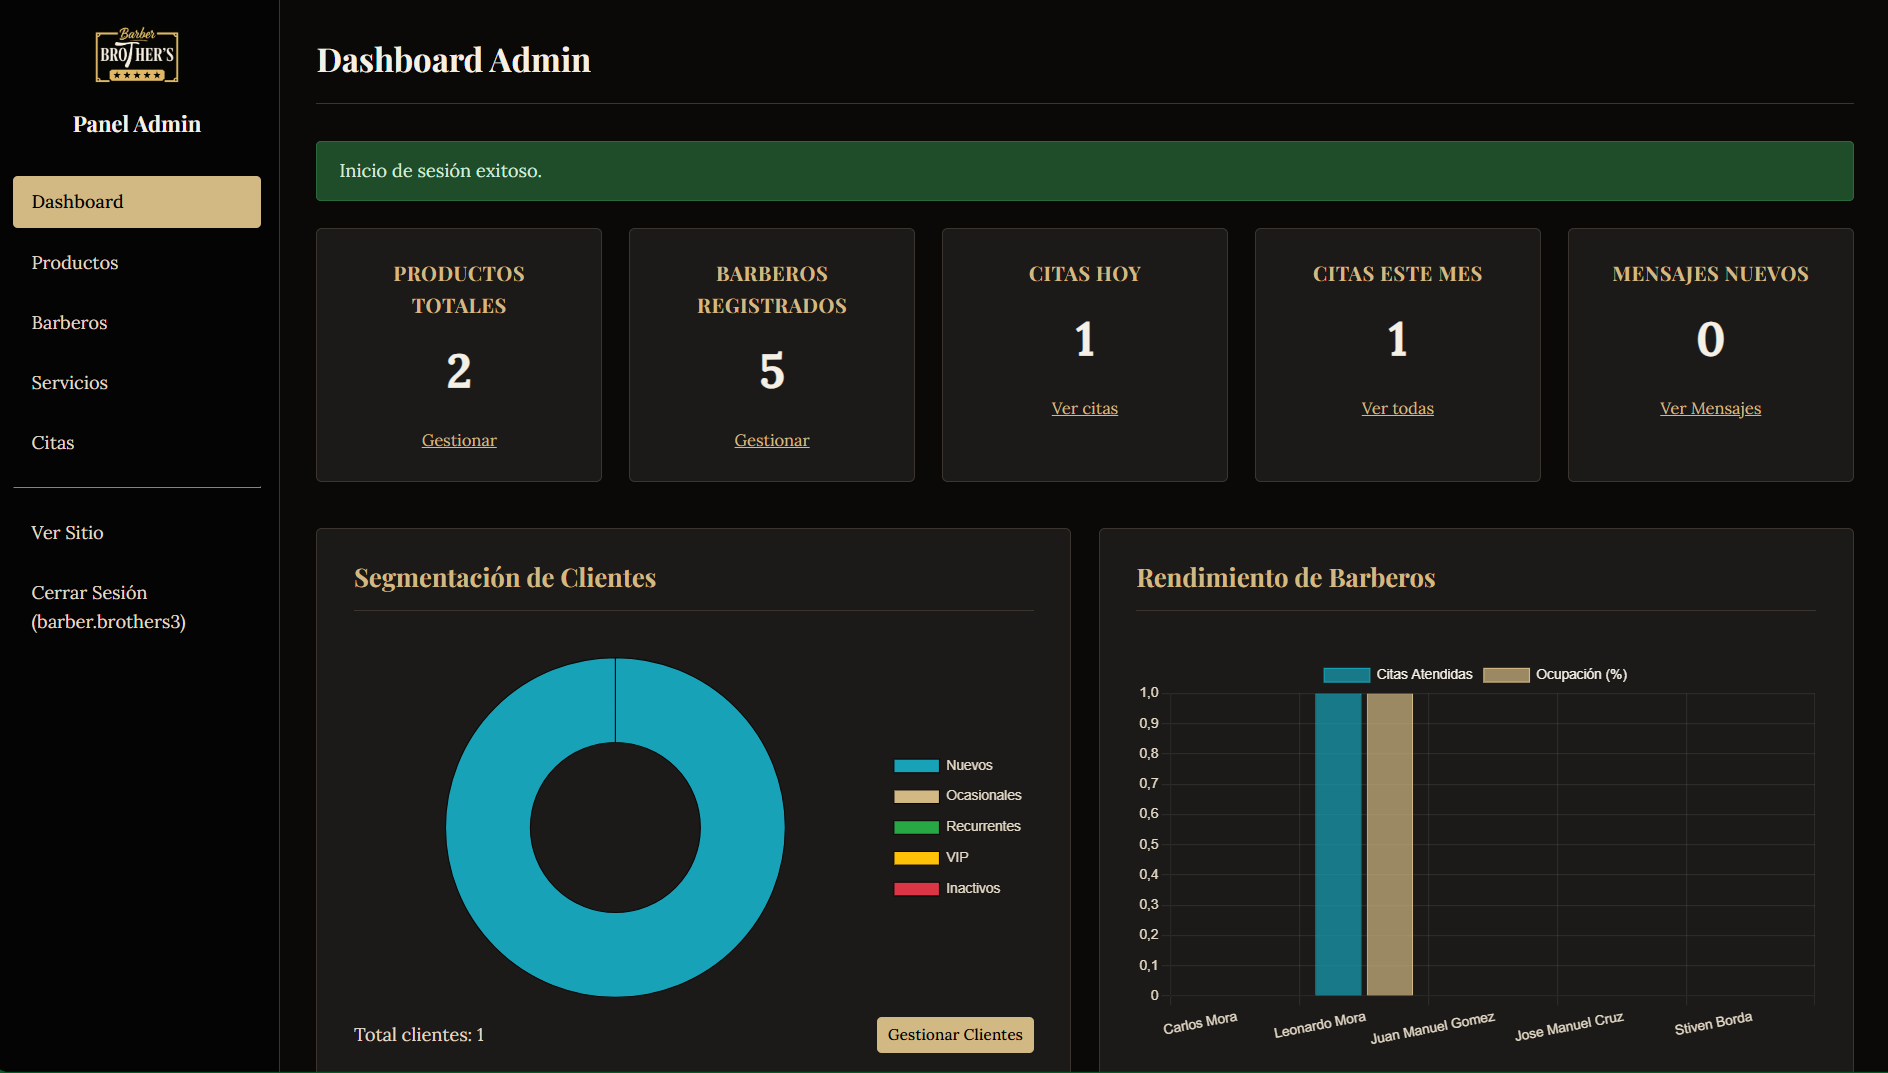 Barber
BROTHER'S
Panel Admin
Dashboard
Productos
Barberos
Servicios
Citas
Ver Sitio
Cerrar Sesión
(barber.brothers3)
Dashboard Admin
Inicio de sesión exitoso.
PRODUCTOS
TOTALES
2
Gestionar
BARBEROS
REGISTRADOS
5
Gestionar
CITAS HOY
1
Ver citas
CITAS ESTE MES
1
Ver todas
MENSAJES NUEVOS
0
Ver Mensajes
Segmentación de Clientes
Nuevos
Ocasionales
Recurrentes
VIP
Inactivos
Total clientes: 1
Gestionar Clientes
Rendimiento de Barberos
Citas Atendidas
Ocupación (%)
1,0
0,9
0,8
0,7
0,6
0,5
0,4
0,3
0,2
0,1
0
Carlos Mora
Leonardo Mora
Juan Manuel Gomez
Jose Manuel Cruz
Stiven Borda